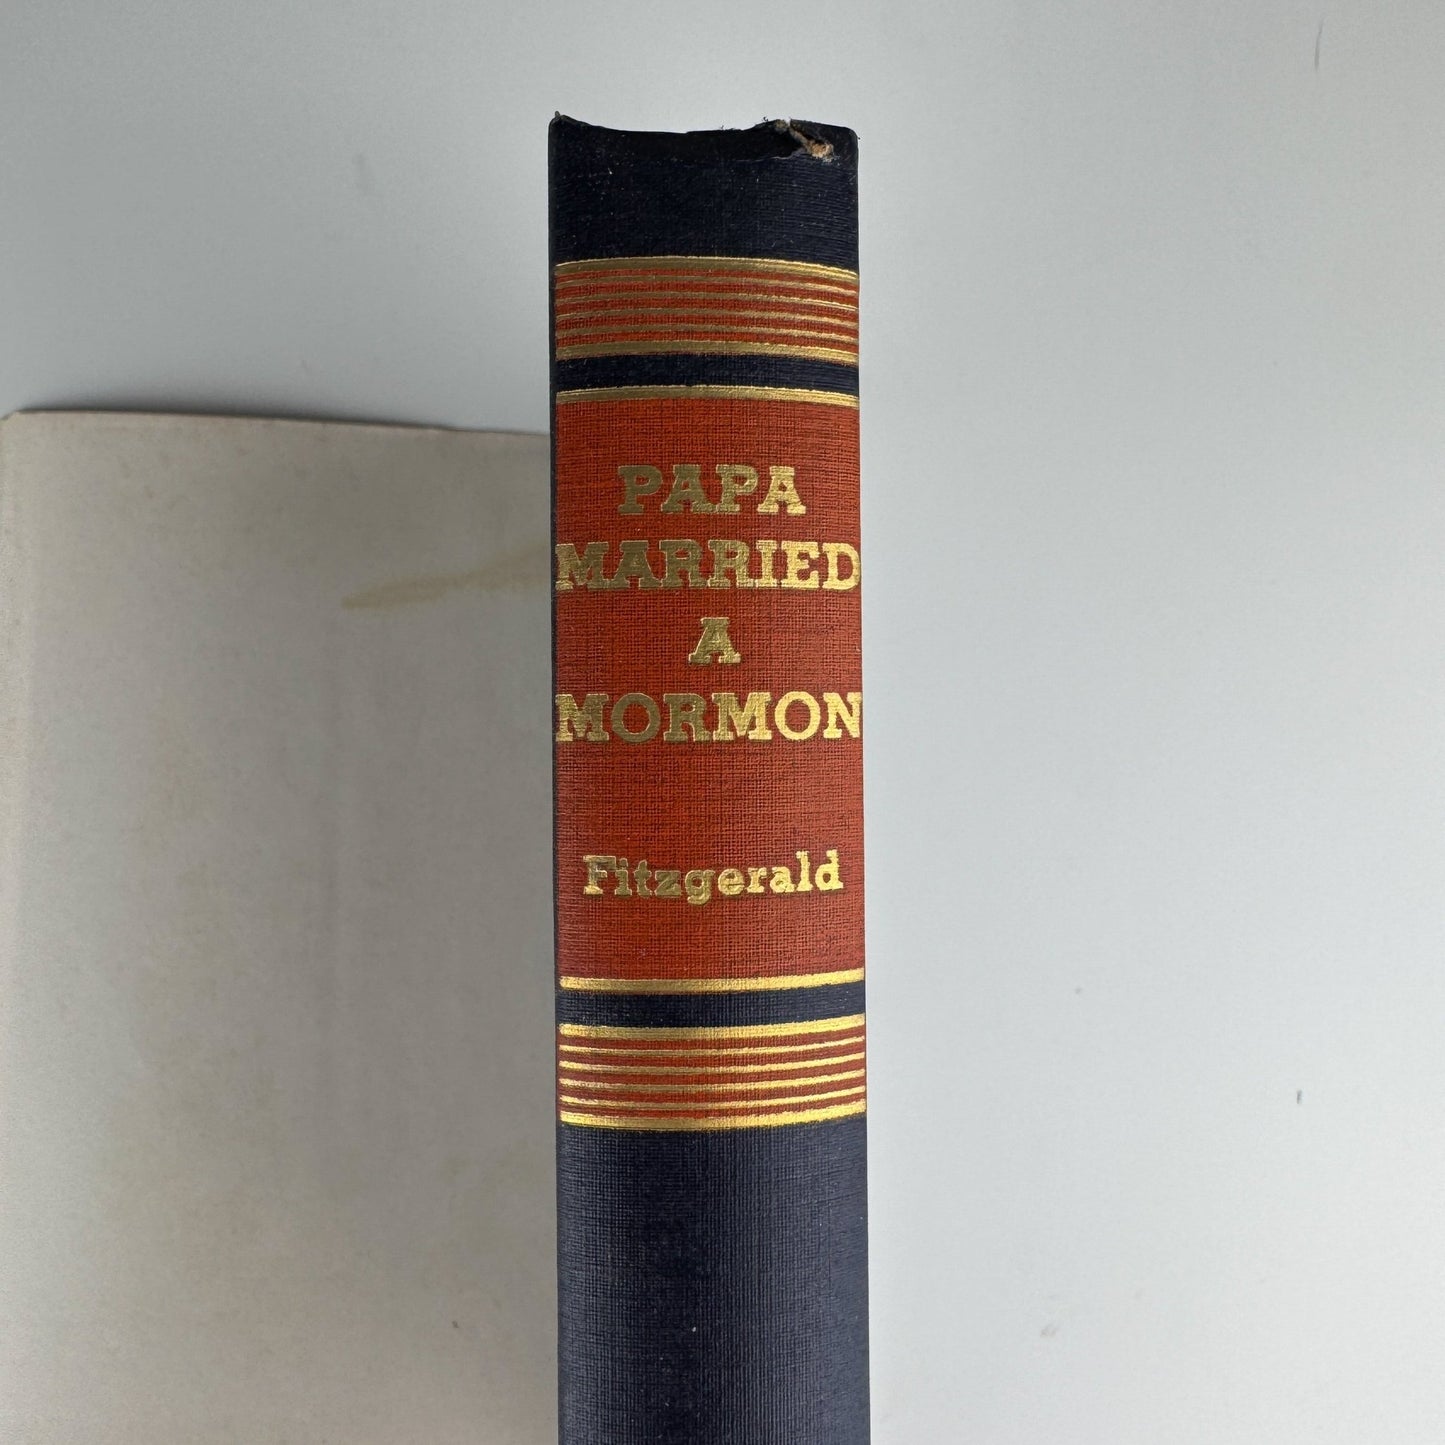 PAPA
MARRIED
A
MORMON
Fitzgerald